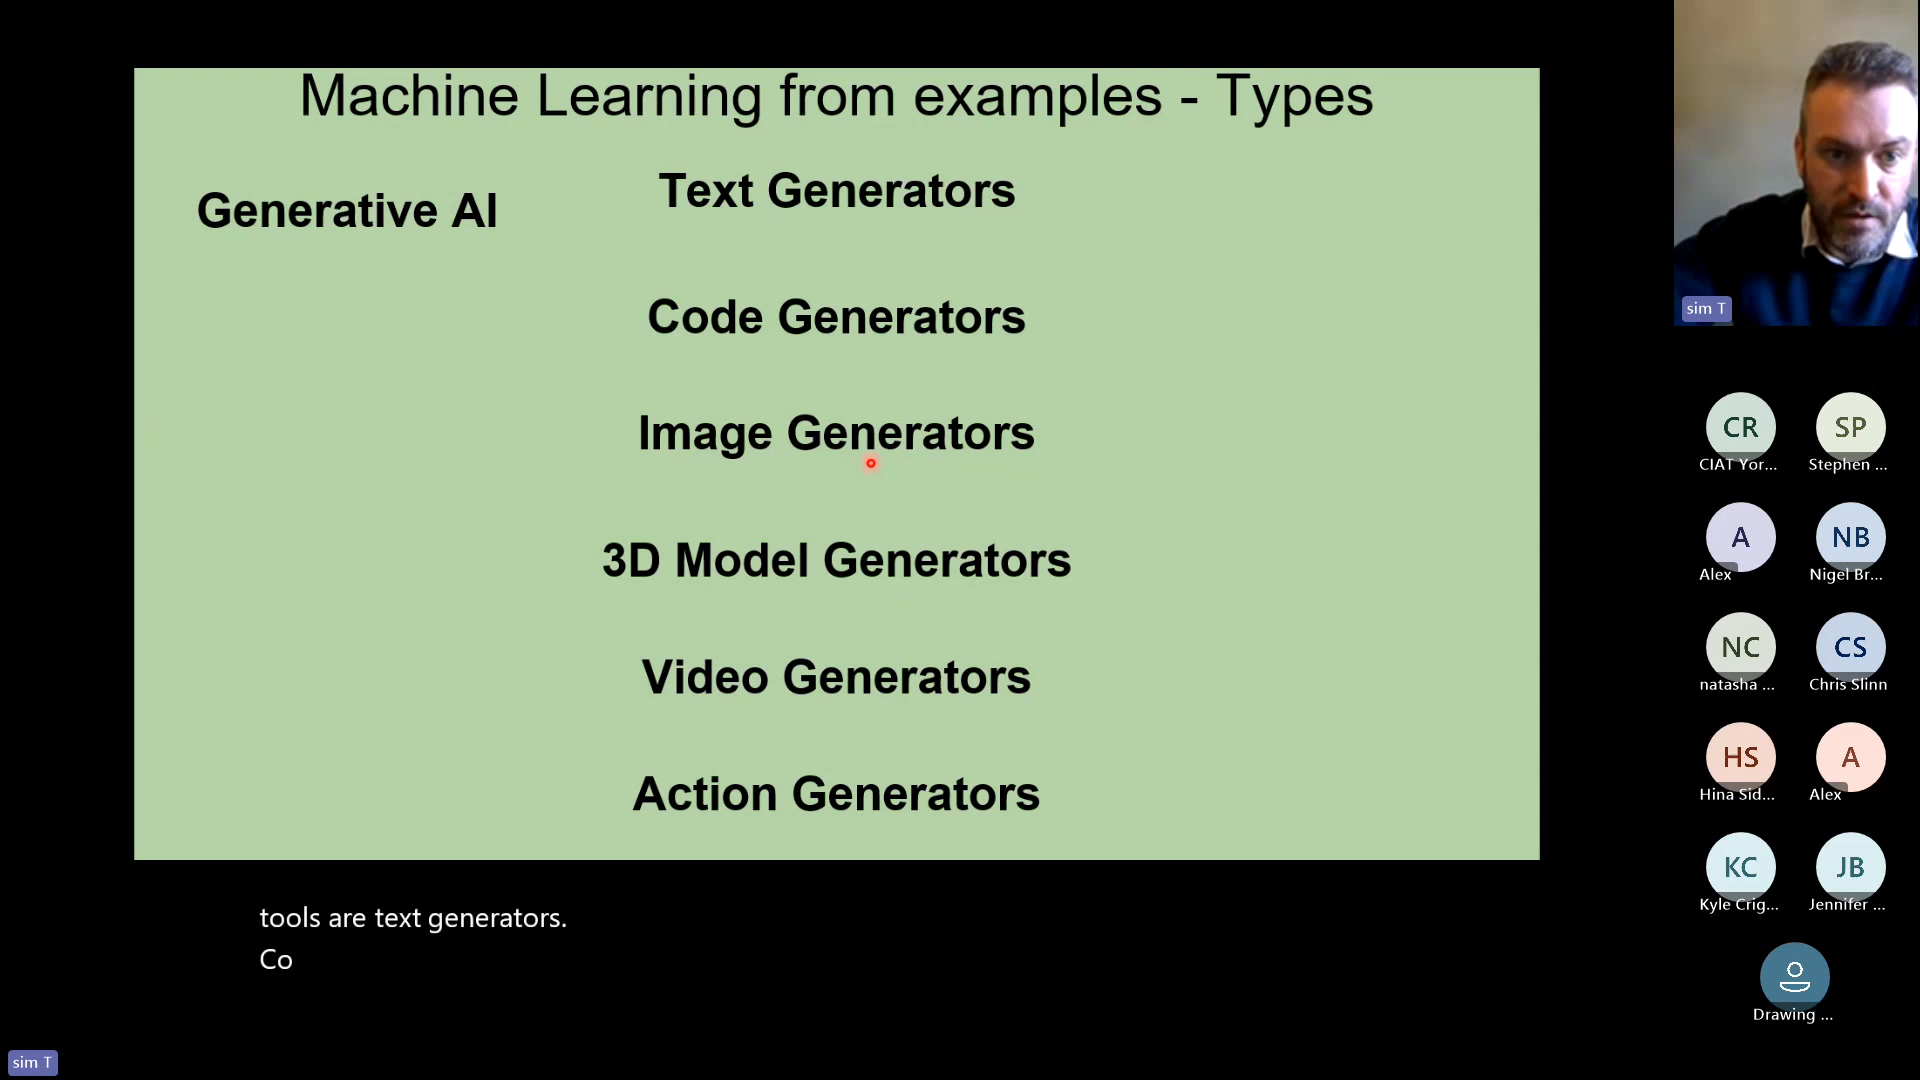 Machine Learning from examples - Types
Generative AI
Text Generators
Code Generators
Image Generators
3D Model Generators
Video Generators
Action Generators
tools are text generators.
Co
sim T
CR
CIAT Yor...
SP
Stephen ...
A
Alex
NB
Nigel Br...
NC
natasha ...
CS
Chris Slinn
HS
Hina Sid...
A
Alex
KC
Kyle Crig...
JB
Jennifer ...
Drawing ...
sim T